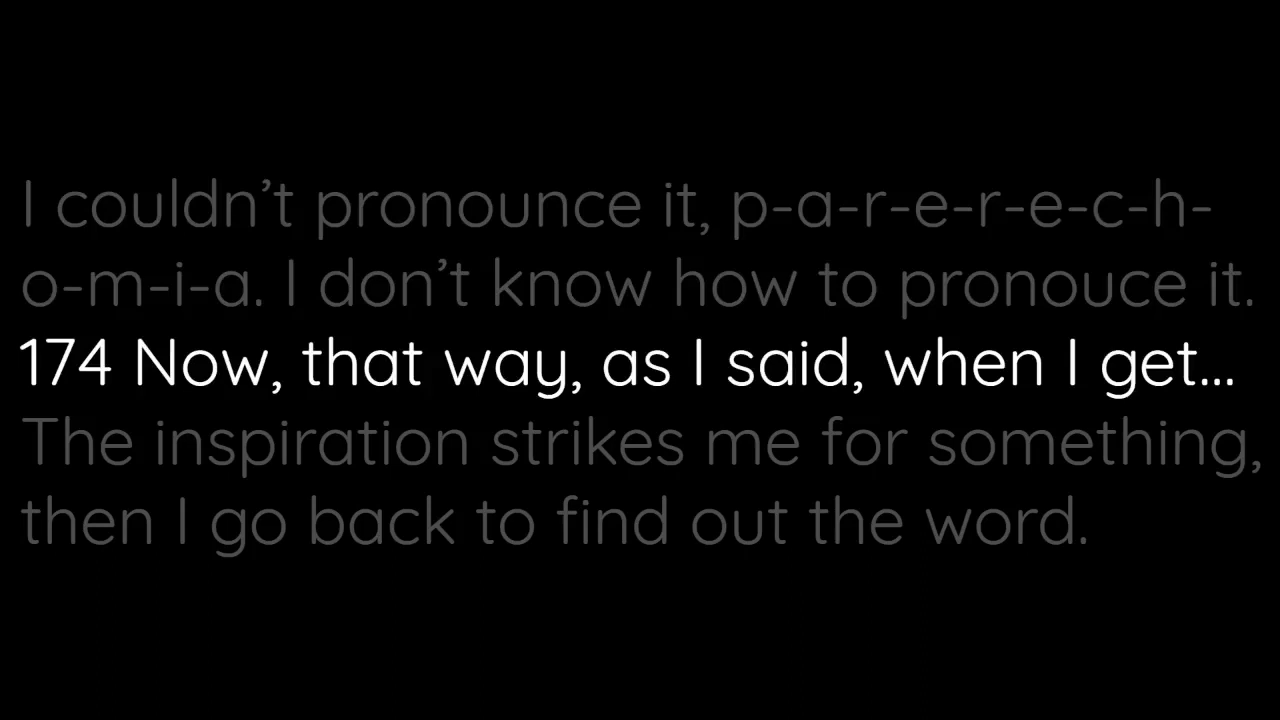 I couldn’t pronounce it, p-a-r-e-r-e-c-h-
o-m-i-a. I don’t know how to pronouce it.
174 Now, that way, as I said, when I get...
The inspiration strikes me for something,
then I go back to find out the word.